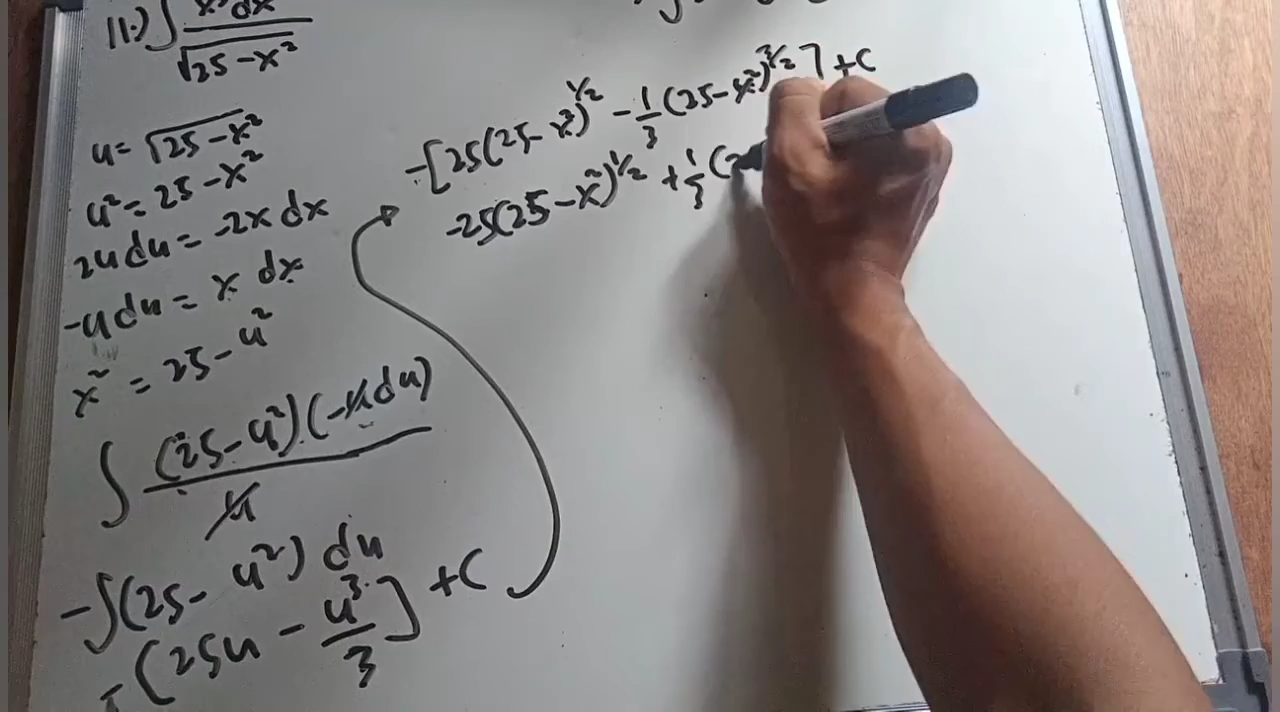 11.) ∫ x³dx / √25-x²
u = √25-x²
u² = 25-x²
2u du = -2x dx
-u du = x dx
x² = 25-u²
∫ (25-u²)(-u du) / u
-∫(25-u²) du
-[25u - u³/3] + C
-[25(25-x²)^1/2 - 1/3 (25-x²)^3/2] + C
-25(25-x²)^1/2 + 1/3 (2